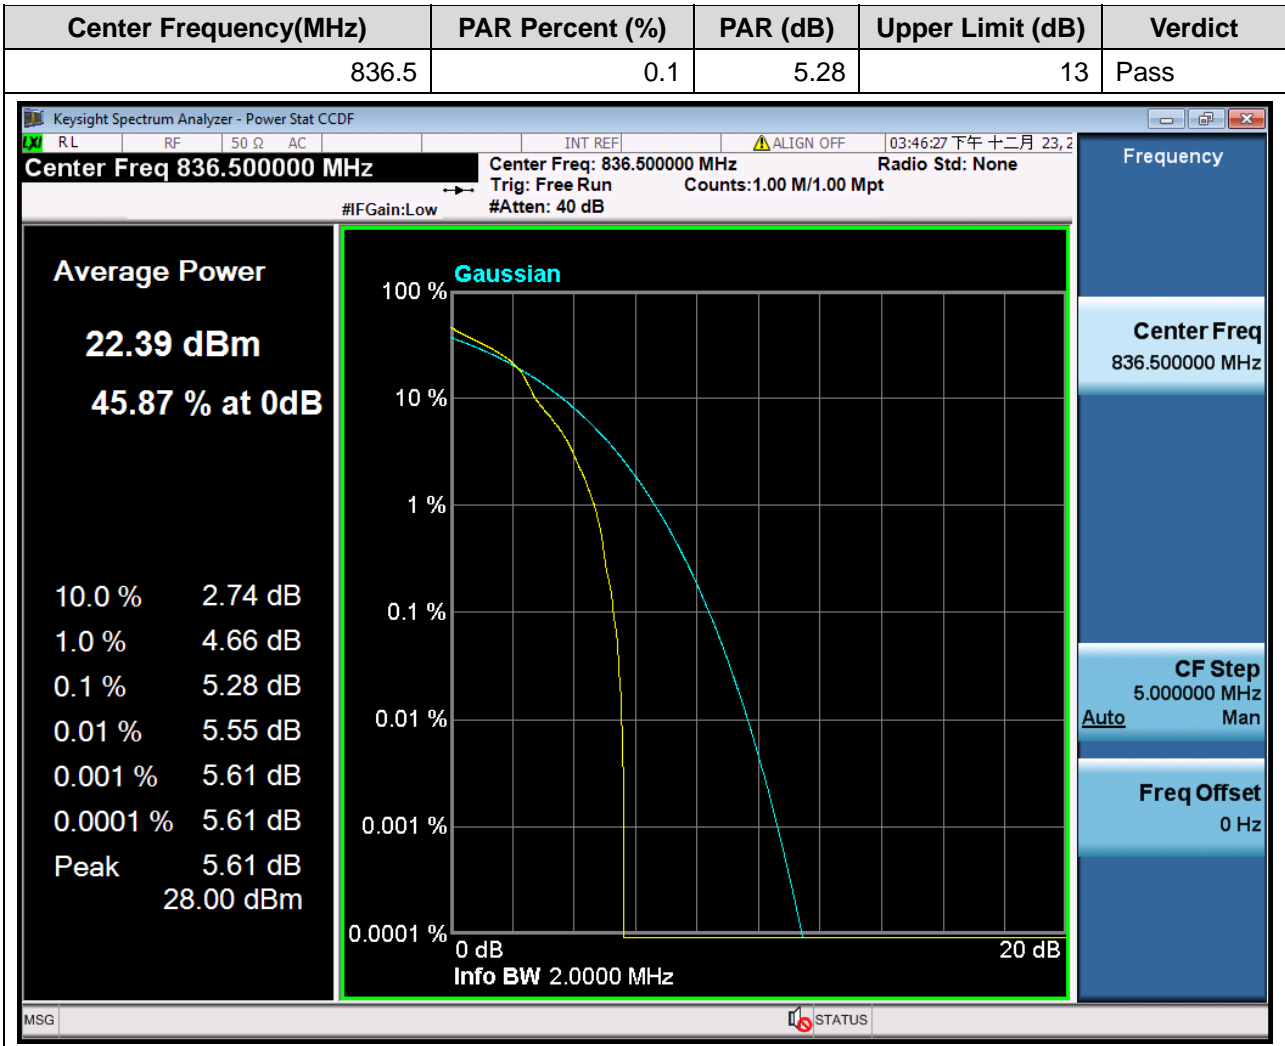 Center Frequency(MHz) PAR Percent (%) PAR (dB) Upper Limit (dB) Verdict
836.5 0.1 5.28 13 Pass
Keysight Spectrum Analyzer - Power Stat CCDF
LXI RL RF 50 Ω AC INT REF ALIGN OFF 03:46:27 下午 十二月 23, 2
Center Freq 836.500000 MHz
Center Freq: 836.500000 MHz Radio Std: None
Trig: Free Run Counts:1.00 M/1.00 Mpt
#IFGain:Low #Atten: 40 dB
Frequency
Average Power
22.39 dBm
45.87 % at 0dB
10.0 % 2.74 dB
1.0 % 4.66 dB
0.1 % 5.28 dB
0.01 % 5.55 dB
0.001 % 5.61 dB
0.0001 % 5.61 dB
Peak 5.61 dB
28.00 dBm
Gaussian
100 %
10 %
1 %
0.1 %
0.01 %
0.001 %
0.0001 %
0 dB 20 dB
Info BW 2.0000 MHz
Center Freq
836.500000 MHz
CF Step
5.000000 MHz
Auto Man
Freq Offset
0 Hz
MSG STATUS